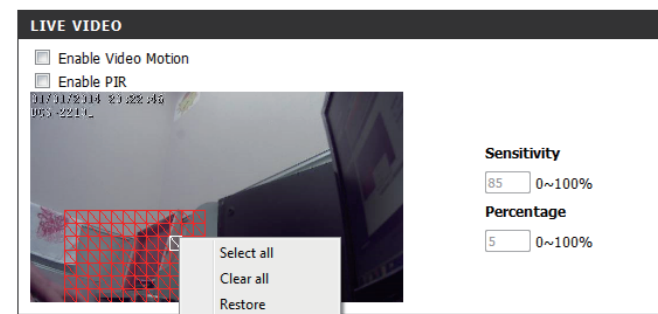 LIVE VIDEO
Enable Video Motion
Enable PIR
Sensitivity
85 0~100%
Percentage
5 0~100%
Select all
Clear all
Restore